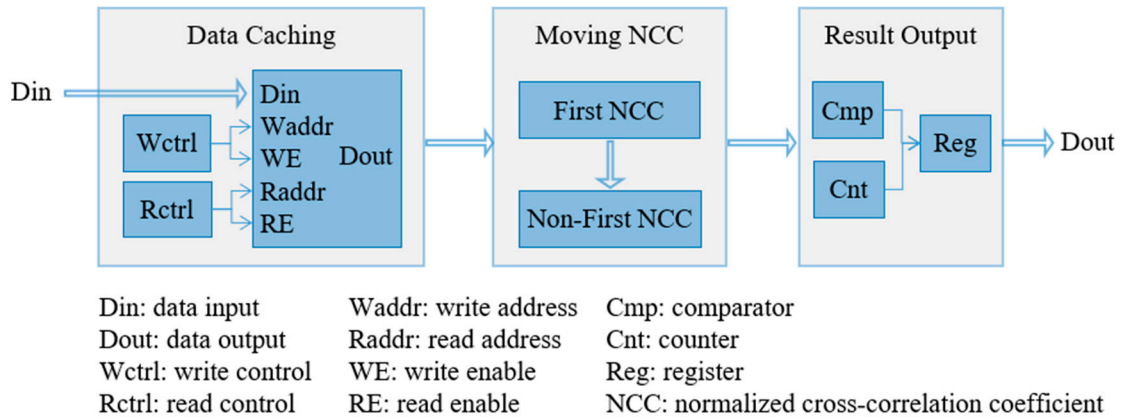 Data Caching
Moving NCC
Result Output
Din
Din
Waddr
WE
Dout
Raddr
RE
Wctrl
Rctrl
First NCC
Non-First NCC
Cmp
Cnt
Reg
Dout
Din: data input
Waddr: write address
Cmp: comparator
Dout: data output
Raddr: read address
Cnt: counter
Wctrl: write control
WE: write enable
Reg: register
Rctrl: read control
RE: read enable
NCC: normalized cross-correlation coefficient